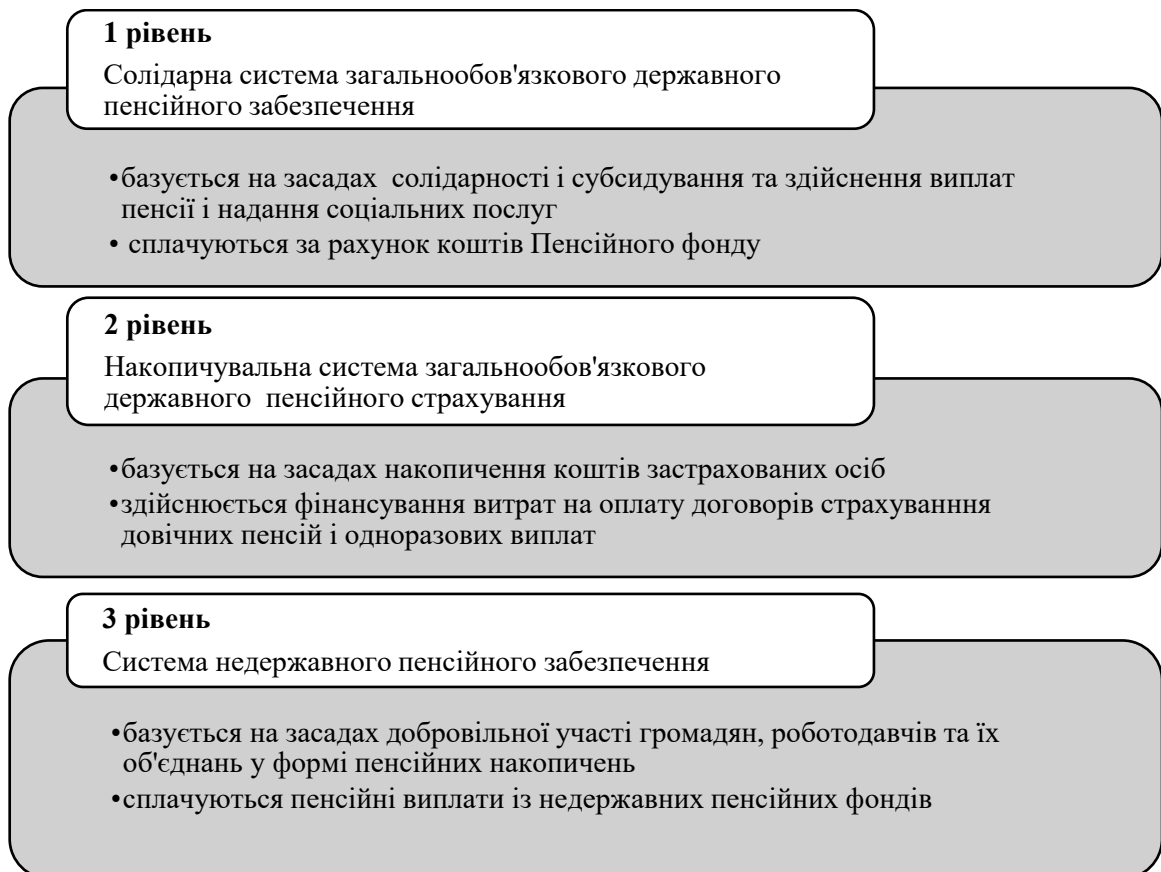 1 рівень
Солідарна система загальнообов'язкового державного
пенсійного забезпечення
•базується на засадах солідарності і субсидування та здійснення виплат
пенсії і надання соціальних послуг
• сплачуються за рахунок коштів Пенсійного фонду
2 рівень
Накопичувальна система загальнообов'язкового
державного пенсійного страхування
•базується на засадах накопичення коштів застрахованих осіб
•здійснюється фінансування витрат на оплату договорів страхуванння
довічних пенсій і одноразових виплат
3 рівень
Система недержавного пенсійного забезпечення
•базується на засадах добровільної участі громадян, роботодавчів та їх
об'єднань у формі пенсійних накопичень
•сплачуються пенсійні виплати із недержавних пенсійних фондів